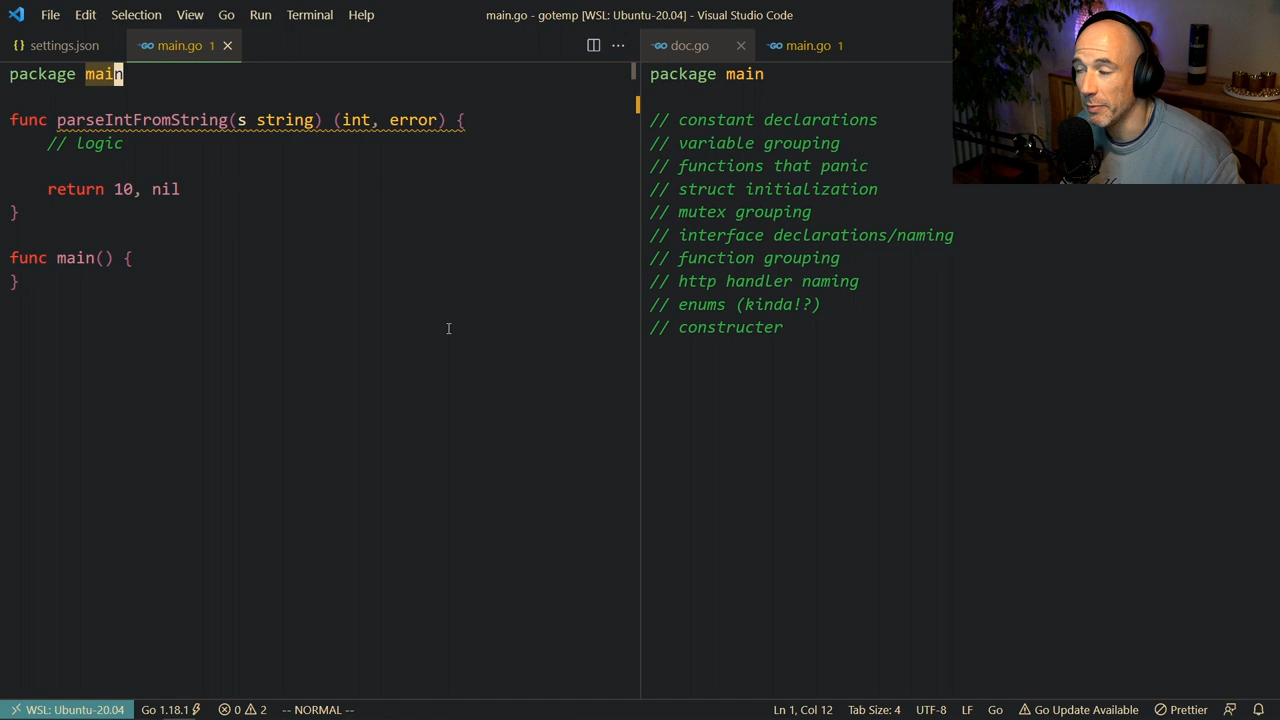 File Edit Selection View Go Run Terminal Help
main.go - gotemp [WSL: Ubuntu-20.04] - Visual Studio Code
{} settings.json
GO main.go 1 ×
package main
func parseIntFromString(s string) (int, error) {
// logic
return 10, nil
}
func main() {
}
GO doc.go ×
GO main.go 1
package main
// constant declarations
// variable grouping
// functions that panic
// struct initialization
// mutex grouping
// interface declarations/naming
// function grouping
// http handler naming
// enums (kinda!?)
// constructer
WSL: Ubuntu-20.04 Go 1.18.1 0 2 -- NORMAL -- Ln 1, Col 12 Tab Size: 4 UTF-8 LF Go Go Update Available Prettier